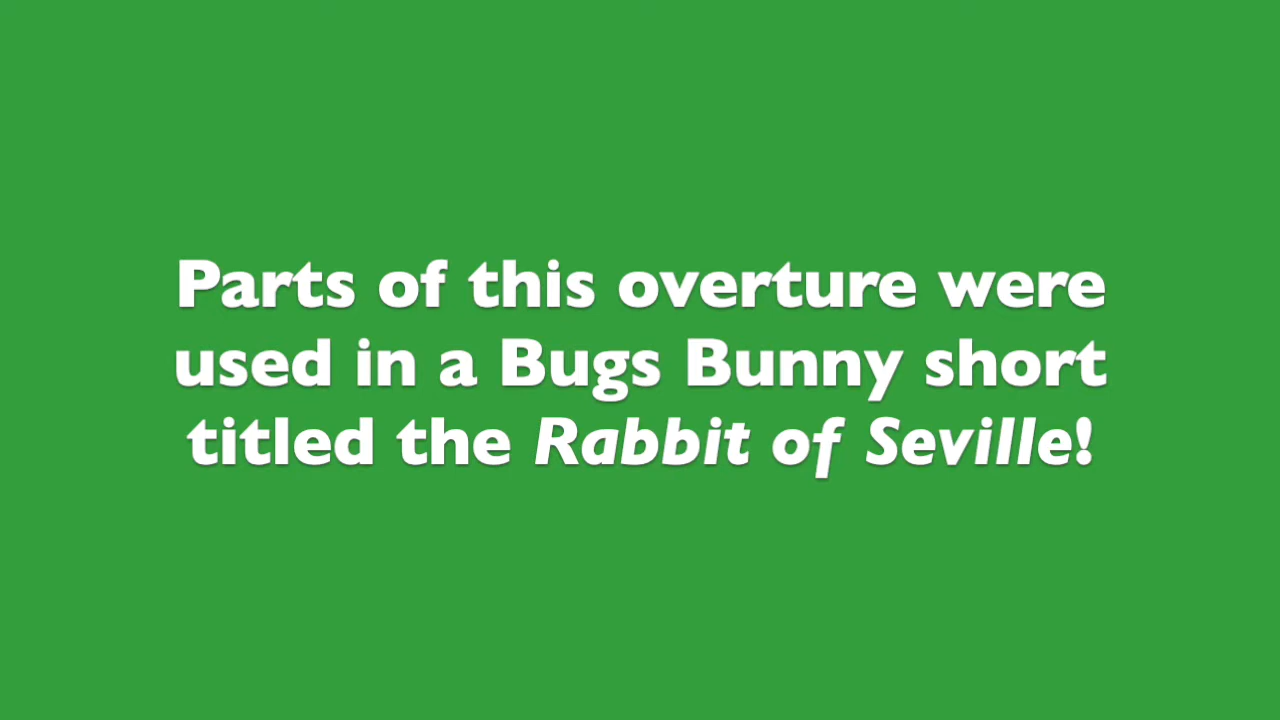 Parts of this overture were
used in a Bugs Bunny short
titled the Rabbit of Seville!